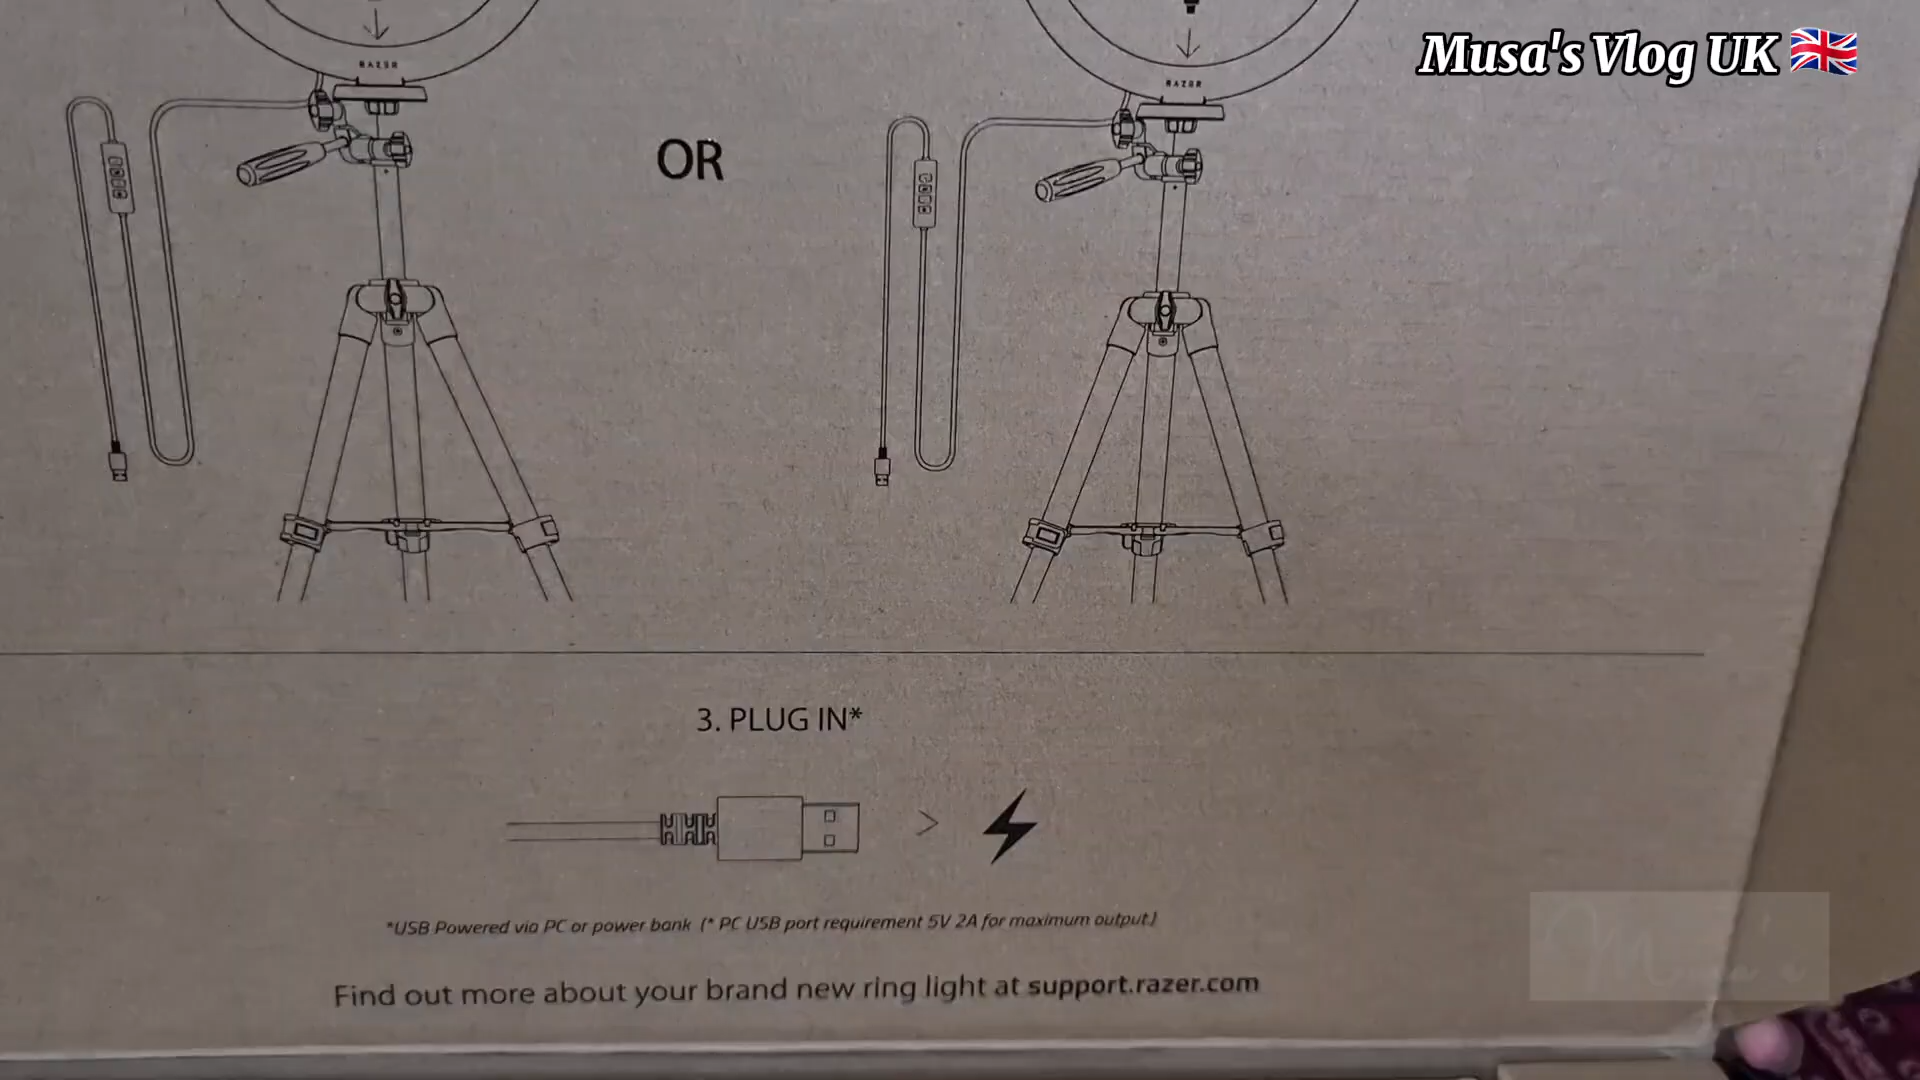 Musa's Vlog UK
RAZER
RAZER
OR
3. PLUG IN*
*USB Powered via PC or power bank (* PC USB port requirement 5V 2A for maximum output)
Find out more about your brand new ring light at support.razer.com